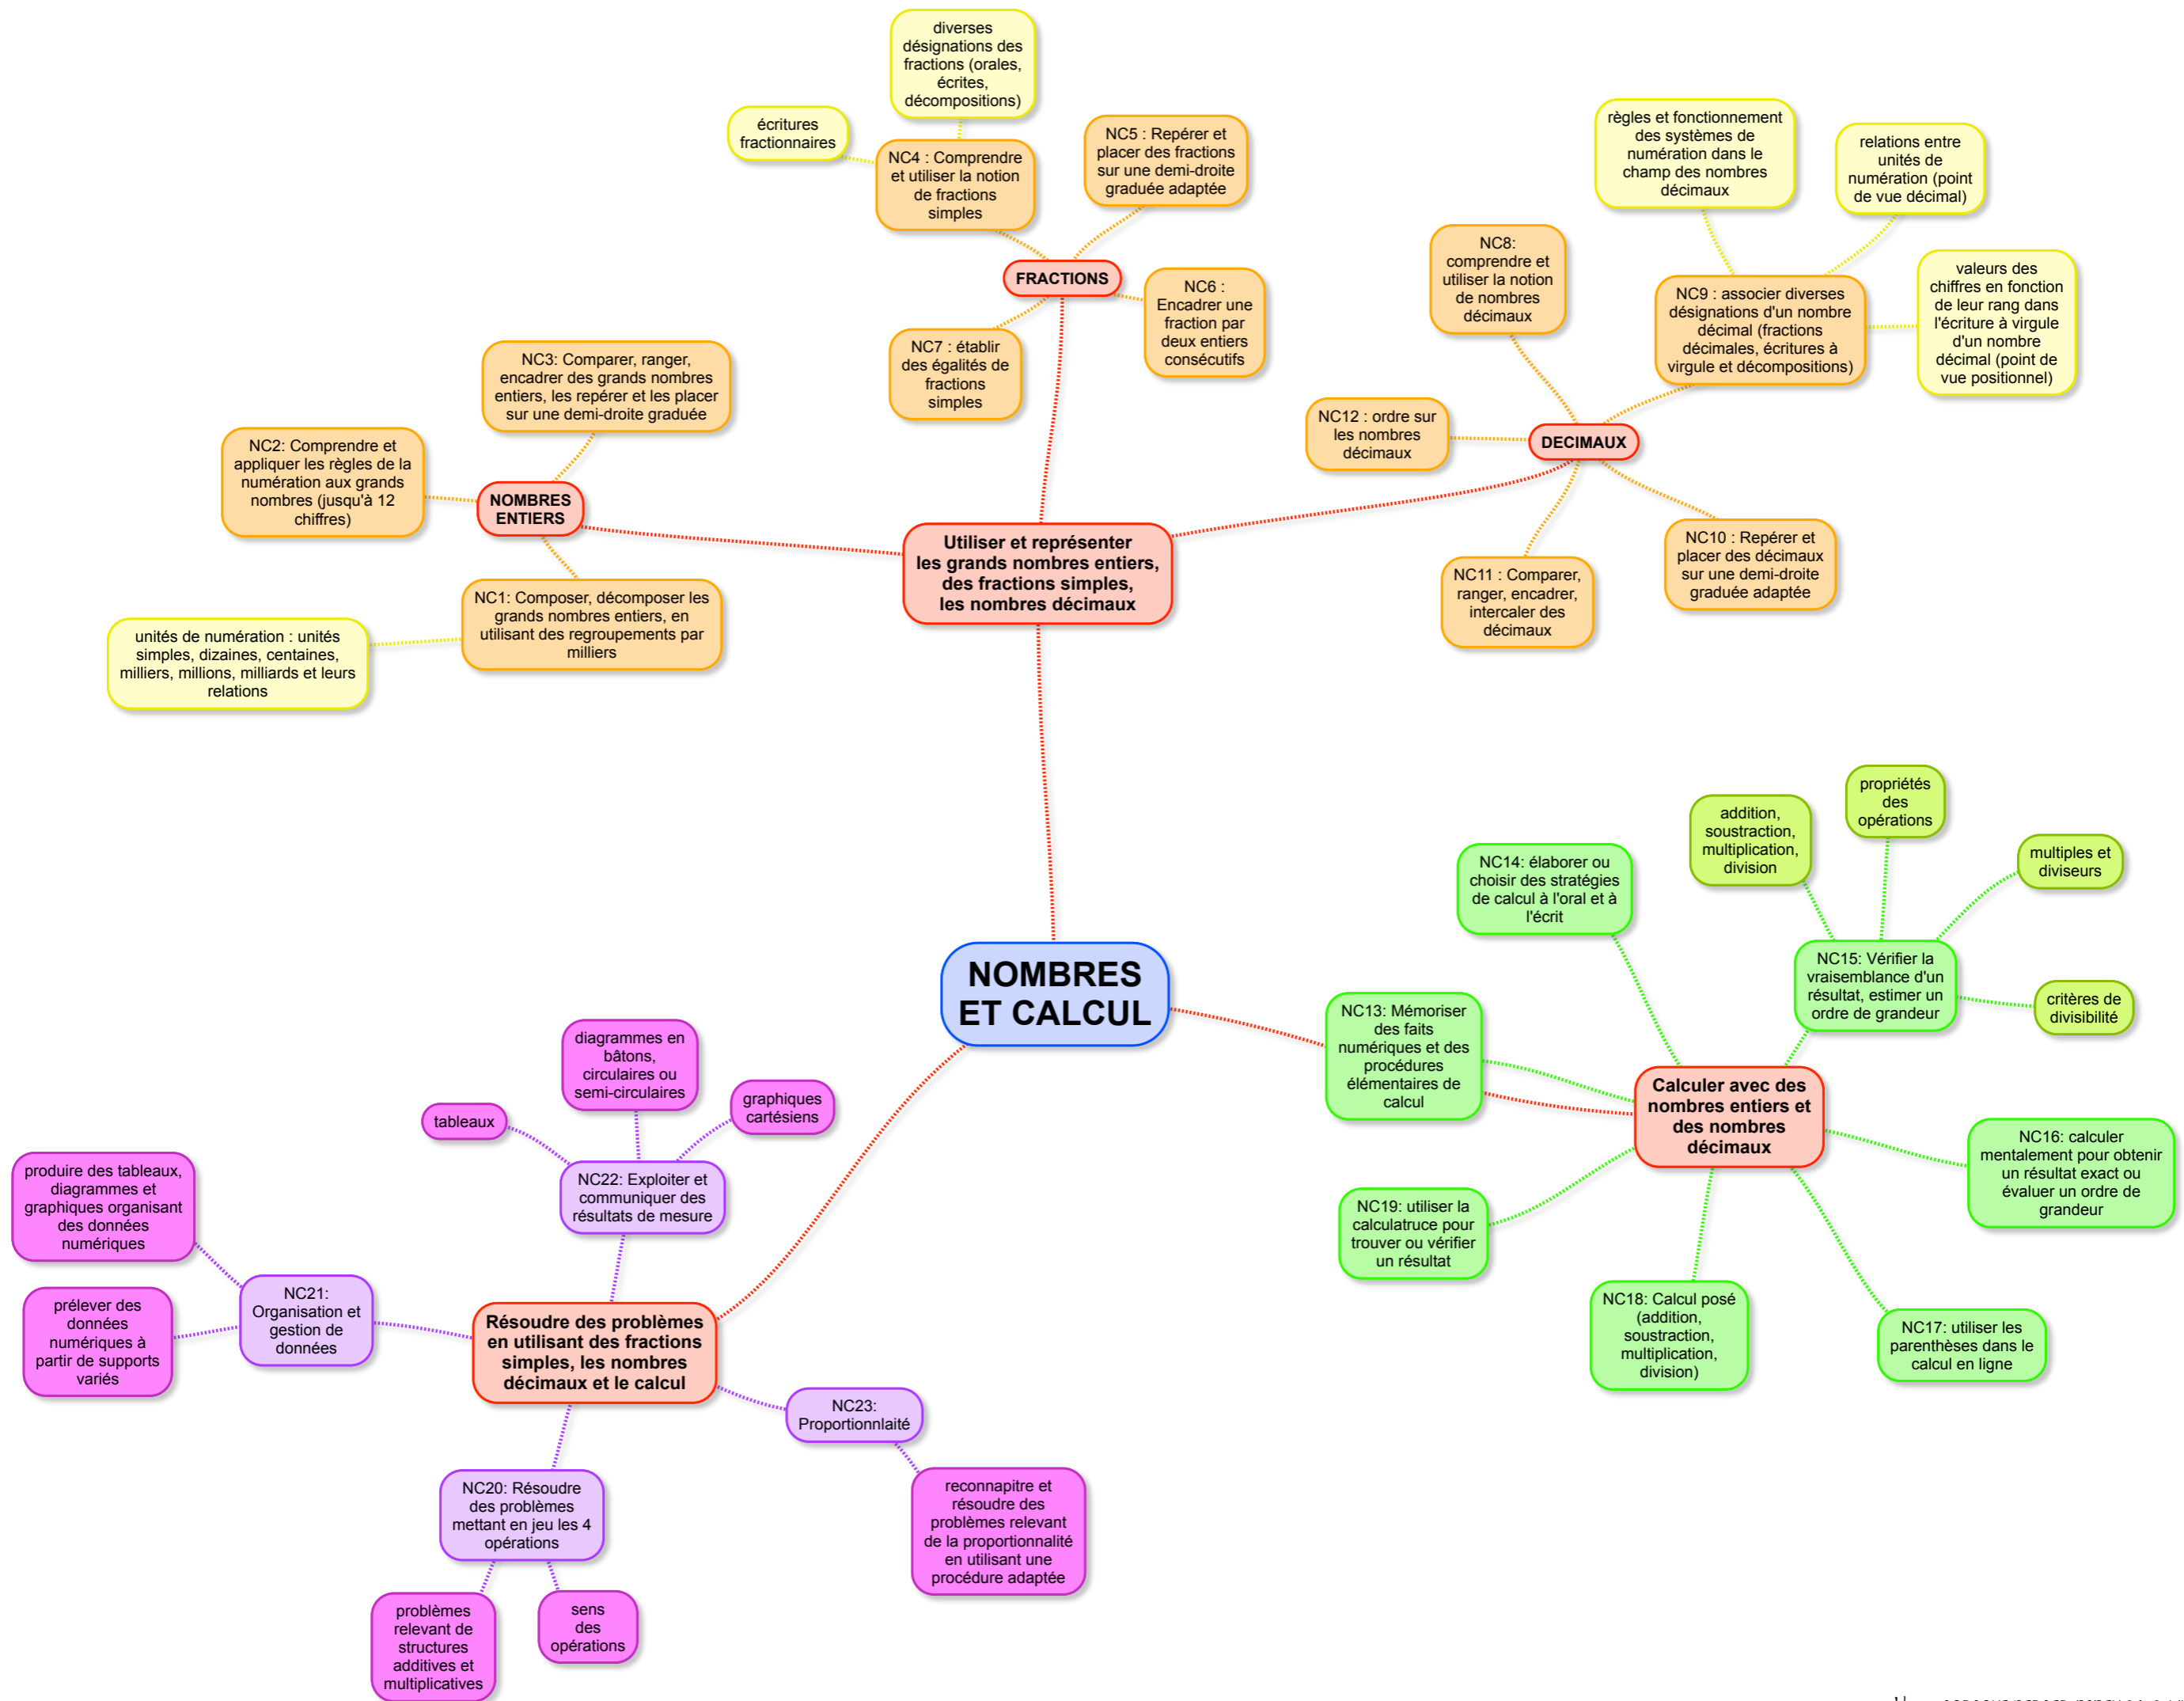 diverses
désignations des
fractions (orales,
écrites,
décompositions)
écritures
fractionnaires
NC4 : Comprendre
et utiliser la notion
de fractions
simples
NC5 : Repérer et
placer des fractions
sur une demi-droite
graduée adaptée
FRACTIONS
NC6 :
Encadrer une
fraction par
deux entiers
consécutifs
NC7 : établir
des égalités de
fractions
simples
règles et fonctionnement
des systèmes de
numération dans le
champ des nombres
décimaux
relations entre
unités de
numération (point
de vue décimal)
valeurs des
chiffres en fonction
de leur rang dans
l'écriture à virgule
d'un nombre
décimal (point de
vue positionnel)
NC8:
comprendre et
utiliser la notion
de nombres
décimaux
NC9 : associer diverses
désignations d'un nombre
décimal (fractions
décimales, écritures à
virgule et décompositions)
NC12 : ordre sur
les nombres
décimaux
DECIMAUX
NC11 : Comparer,
ranger, encadrer,
intercaler des
décimaux
NC10 : Repérer et
placer des décimaux
sur une demi-droite
graduée adaptée
NC3: Comparer, ranger,
encadrer des grands nombres
entiers, les repérer et les placer
sur une demi-droite graduée
NC2: Comprendre et
appliquer les règles de la
numération aux grands
nombres (jusqu'à 12
chiffres)
NOMBRES
ENTIERS
NC1: Composer, décomposer les
grands nombres entiers, en
utilisant des regroupements par
milliers
unités de numération : unités
simples, dizaines, centaines,
milliers, millions, milliards et leurs
relations
Utiliser et représenter
les grands nombres entiers,
des fractions simples,
les nombres décimaux
NOMBRES
ET CALCUL
addition,
soustraction,
multiplication,
division
propriétés
des
opérations
multiples et
diviseurs
critères de
divisibilité
NC14: élaborer ou
choisir des stratégies
de calcul à l'oral et à
l'écrit
NC15: Vérifier la
vraisemblance d'un
résultat, estimer un
ordre de grandeur
NC13: Mémoriser
des faits
numériques et des
procédures
élémentaires de
calcul
Calculer avec des
nombres entiers et
des nombres
décimaux
NC16: calculer
mentalement pour obtenir
un résultat exact ou
évaluer un ordre de
grandeur
NC19: utiliser la
calculatruce pour
trouver ou vérifier
un résultat
NC18: Calcul posé
(addition,
soustraction,
multiplication,
division)
NC17: utiliser les
parenthèses dans le
calcul en ligne
diagrammes en
bâtons,
circulaires ou
semi-circulaires
tableaux
graphiques
cartésiens
NC22: Exploiter et
communiquer des
résultats de mesure
produire des tableaux,
diagrammes et
graphiques organisant
des données
numériques
prélever des
données
numériques à
partir de supports
variés
NC21:
Organisation et
gestion de
données
Résoudre des problèmes
en utilisant des fractions
simples, les nombres
décimaux et le calcul
NC23:
Proportionnlaité
reconnapitre et
résoudre des
problèmes relevant
de la proportionnalité
en utilisant une
procédure adaptée
NC20: Résoudre
des problèmes
mettant en jeu les 4
opérations
problèmes
relevant de
structures
additives et
multiplicatives
sens
des
opérations